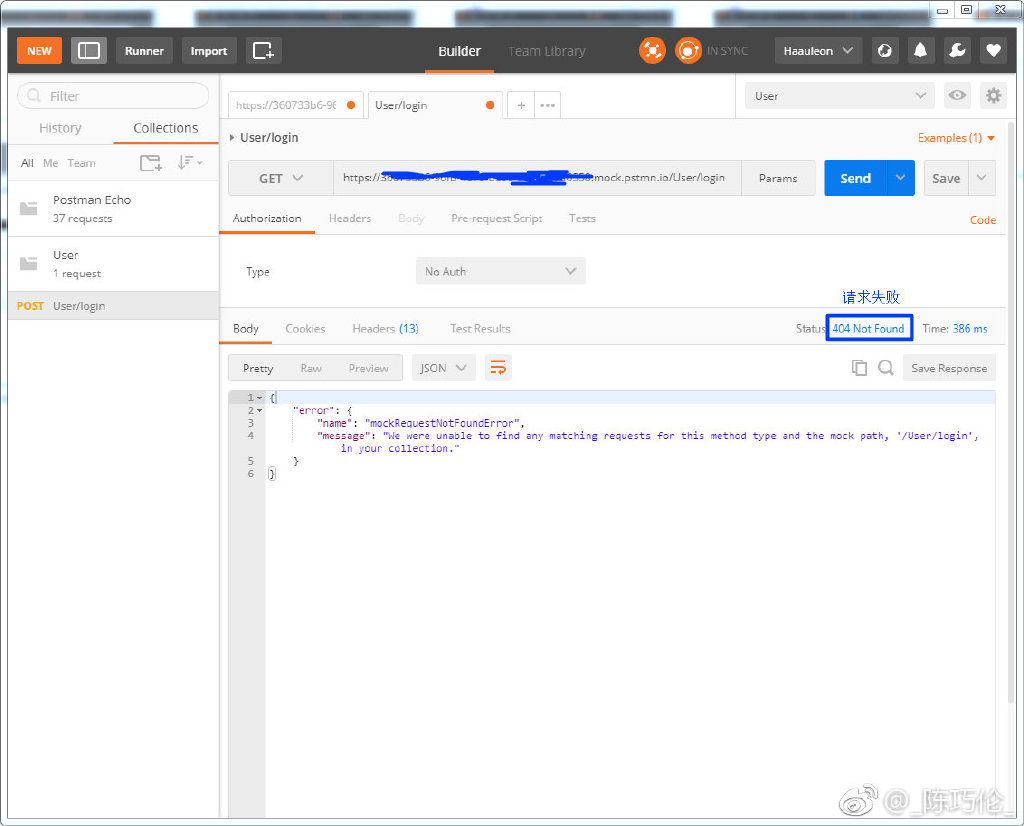 NEW
Runner
Import
Builder
Team Library
IN SYNC
Haauleon
Filter
History
Collections
All Me Team
Postman Echo
37 requests
User
1 request
POST User/login
https://360733b6-96
User/login
+
•••
User
User/login
Examples (1)
GET
https://
.mock.pstmn.io/User/login
Params
Send
Save
Authorization
Headers
Body
Pre-request Script
Tests
Code
Type
No Auth
请求失败
Body
Cookies
Headers (13)
Test Results
Status
404 Not Found
Time: 386 ms
Pretty
Raw
Preview
JSON
Save Response
1 {
2 "error": {
3 "name": "mockRequestNotFoundError",
4 "message": "We were unable to find any matching requests for this method type and the mock path, '/User/login',
in your collection."
5 }
6 }
@_陈巧伦_